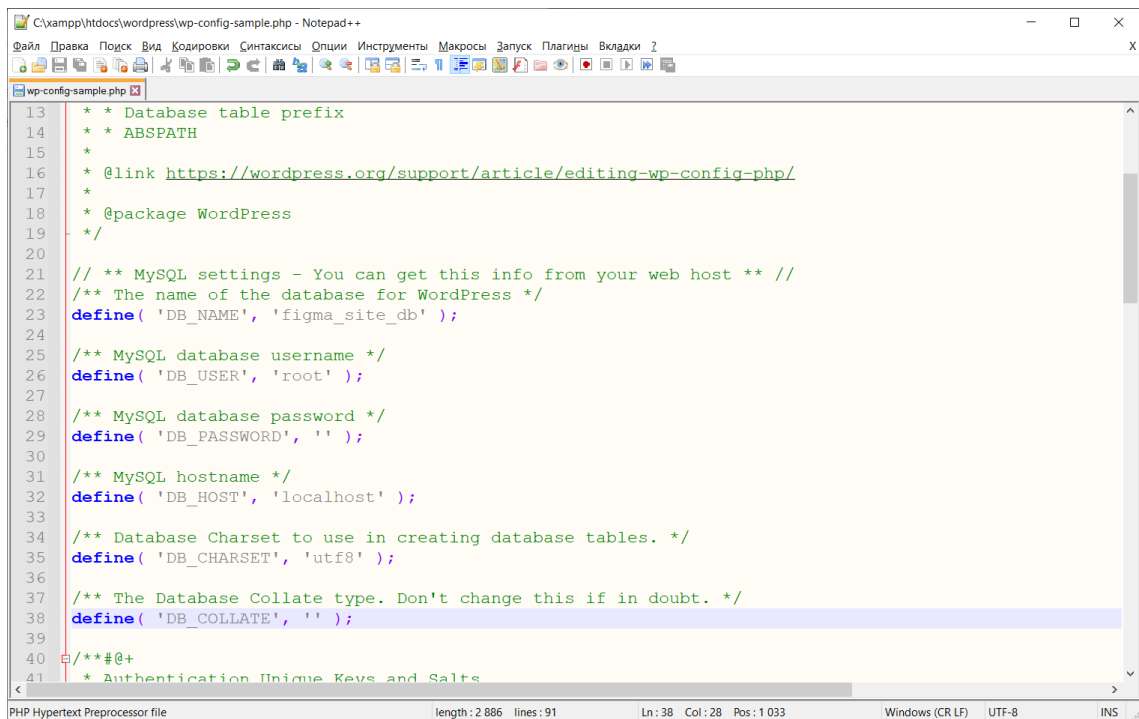 C:\xampp\htdocs\wordpress\wp-config-sample.php - Notepad++
Файл Правка Поиск Вид Кодировки Синтаксисы Опции Инструменты Макросы Запуск Плагины Вкладки ? X
wp-config-sample.php
13 * * Database table prefix
14 * * ABSPATH
15 *
16 * @link https://wordpress.org/support/article/editing-wp-config-php/
17 *
18 * @package WordPress
19 */
20
21 // ** MySQL settings - You can get this info from your web host ** //
22 /** The name of the database for WordPress */
23 define( 'DB_NAME', 'figma_site_db' );
24
25 /** MySQL database username */
26 define( 'DB_USER', 'root' );
27
28 /** MySQL database password */
29 define( 'DB_PASSWORD', '' );
30
31 /** MySQL hostname */
32 define( 'DB_HOST', 'localhost' );
33
34 /** Database Charset to use in creating database tables. */
35 define( 'DB_CHARSET', 'utf8' );
36
37 /** The Database Collate type. Don't change this if in doubt. */
38 define( 'DB_COLLATE', '' );
39
40 /**#@+
41 * Authentication Unique Keys and Salts
PHP Hypertext Preprocessor file length : 2 886 lines : 91 Ln : 38 Col : 28 Pos : 1 033 Windows (CR LF) UTF-8 INS